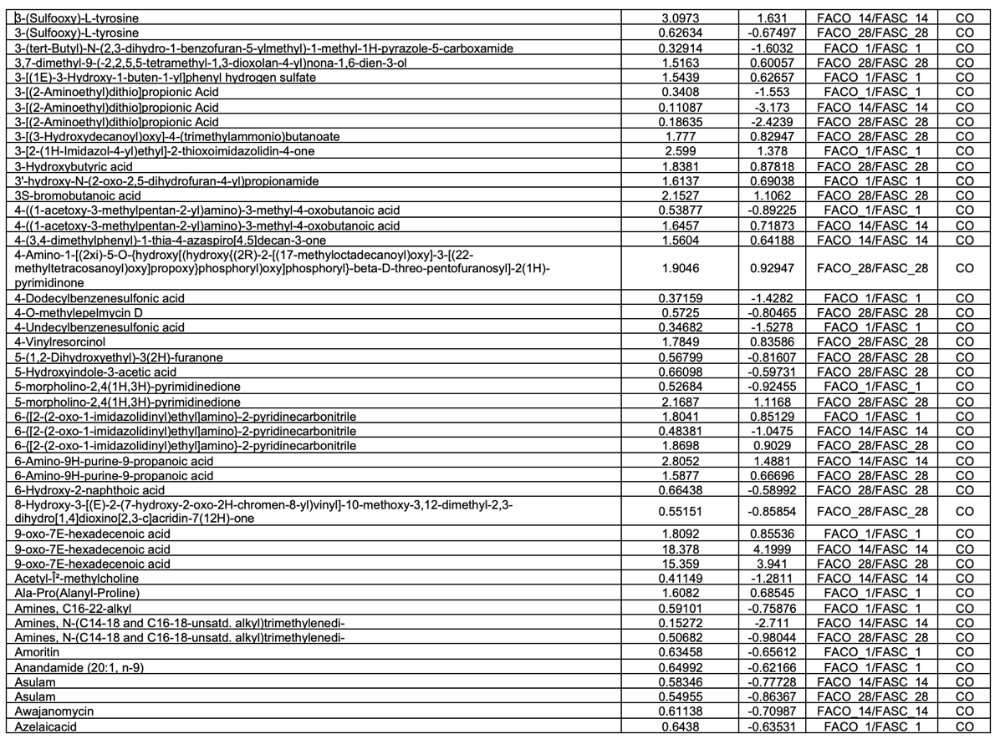 3-(Sulfooxy)-L-tyrosine 3.0973 1.631 FACO_14/FASC_14 CO
3-(Sulfooxy)-L-tyrosine 0.62634 -0.67497 FACO_28/FASC_28 CO
3-(tert-Butyl)-N-(2,3-dihydro-1-benzofuran-5-ylmethyl)-1-methyl-1H-pyrazole-5-carboxamide 0.32914 -1.6032 FACO_1/FASC_1 CO
3,7-dimethyl-9-(-2,2,5,5-tetramethyl-1,3-dioxolan-4-yl)nona-1,6-dien-3-ol 1.5163 0.60057 FACO_28/FASC_28 CO
3-[(1E)-3-Hydroxy-1-buten-1-yl]phenyl hydrogen sulfate 1.5439 0.62657 FACO_1/FASC_1 CO
3-[(2-Aminoethyl)dithio]propionic Acid 0.3408 -1.553 FACO_1/FASC_1 CO
3-[(2-Aminoethyl)dithio]propionic Acid 0.11087 -3.173 FACO_14/FASC_14 CO
3-[(2-Aminoethyl)dithio]propionic Acid 0.18635 -2.4239 FACO_28/FASC_28 CO
3-[(3-Hydroxydecanoyl)oxy]-4-(trimethylammonio)butanoate 1.777 0.82947 FACO_28/FASC_28 CO
3-[2-(1H-Imidazol-4-yl)ethyl]-2-thioxoimidazolidin-4-one 2.599 1.378 FACO_1/FASC_1 CO
3-Hydroxybutyric acid 1.8381 0.87818 FACO_28/FASC_28 CO
3'-hydroxy-N-(2-oxo-2,5-dihydrofuran-4-yl)propionamide 1.6137 0.69038 FACO_1/FASC_1 CO
3S-bromobutanoic acid 2.1527 1.1062 FACO_28/FASC_28 CO
4-((1-acetoxy-3-methylpentan-2-yl)amino)-3-methyl-4-oxobutanoic acid 0.53877 -0.89225 FACO_1/FASC_1 CO
4-((1-acetoxy-3-methylpentan-2-yl)amino)-3-methyl-4-oxobutanoic acid 1.6457 0.71873 FACO_14/FASC_14 CO
4-(3,4-dimethylphenyl)-1-thia-4-azaspiro[4.5]decan-3-one 1.5604 0.64188 FACO_14/FASC_14 CO
4-Amino-1-[(2xi)-5-O-{hydroxy[(hydroxy{(2R)-2-[(17-methyloctadecanoyl)oxy]-3-[(22-
methyltetracosanoyl)oxy]propoxy}phosphoryl)oxy]phosphoryl}-beta-D-threo-pentofuranosyl]-2(1H)- 1.9046 0.92947 FACO_28/FASC_28 CO
pyrimidinone
4-Dodecylbenzenesulfonic acid 0.37159 -1.4282 FACO_1/FASC_1 CO
4-O-methylepelmycin D 0.5725 -0.80465 FACO_28/FASC_28 CO
4-Undecylbenzenesulfonic acid 0.34682 -1.5278 FACO_1/FASC_1 CO
4-Vinylresorcinol 1.7849 0.83586 FACO_28/FASC_28 CO
5-(1,2-Dihydroxyethyl)-3(2H)-furanone 0.56799 -0.81607 FACO_28/FASC_28 CO
5-Hydroxyindole-3-acetic acid 0.66098 -0.59731 FACO_28/FASC_28 CO
5-morpholino-2,4(1H,3H)-pyrimidinedione 0.52684 -0.92455 FACO_1/FASC_1 CO
5-morpholino-2,4(1H,3H)-pyrimidinedione 2.1687 1.1168 FACO_28/FASC_28 CO
6-{[2-(2-oxo-1-imidazolidinyl)ethyl]amino}-2-pyridinecarbonitrile 1.8041 0.85129 FACO_1/FASC_1 CO
6-{[2-(2-oxo-1-imidazolidinyl)ethyl]amino}-2-pyridinecarbonitrile 0.48381 -1.0475 FACO_14/FASC_14 CO
6-{[2-(2-oxo-1-imidazolidinyl)ethyl]amino}-2-pyridinecarbonitrile 1.8698 0.9029 FACO_28/FASC_28 CO
6-Amino-9H-purine-9-propanoic acid 2.8052 1.4881 FACO_14/FASC_14 CO
6-Amino-9H-purine-9-propanoic acid 1.5877 0.66696 FACO_28/FASC_28 CO
6-Hydroxy-2-naphthoic acid 0.66438 -0.58992 FACO_28/FASC_28 CO
8-Hydroxy-3-[(E)-2-(7-hydroxy-2-oxo-2H-chromen-8-yl)vinyl]-10-methoxy-3,12-dimethyl-2,3-
dihydro[1,4]dioxino[2,3-c]acridin-7(12H)-one 0.55151 -0.85854 FACO_28/FASC_28 CO
9-oxo-7E-hexadecenoic acid 1.8092 0.85536 FACO_1/FASC_1 CO
9-oxo-7E-hexadecenoic acid 18.378 4.1999 FACO_14/FASC_14 CO
9-oxo-7E-hexadecenoic acid 15.359 3.941 FACO_28/FASC_28 CO
Acetyl-Î²-methylcholine 0.41149 -1.2811 FACO_14/FASC_14 CO
Ala-Pro(Alanyl-Proline) 1.6082 0.68545 FACO_1/FASC_1 CO
Amines, C16-22-alkyl 0.59101 -0.75876 FACO_1/FASC_1 CO
Amines, N-(C14-18 and C16-18-unsatd. alkyl)trimethylenedi- 0.15272 -2.711 FACO_14/FASC_14 CO
Amines, N-(C14-18 and C16-18-unsatd. alkyl)trimethylenedi- 0.50682 -0.98044 FACO_28/FASC_28 CO
Amoritin 0.63458 -0.65612 FACO_1/FASC_1 CO
Anandamide (20:1, n-9) 0.64992 -0.62166 FACO_1/FASC_1 CO
Asulam 0.58346 -0.77728 FACO_14/FASC_14 CO
Asulam 0.54955 -0.86367 FACO_28/FASC_28 CO
Awajanomycin 0.61138 -0.70987 FACO_14/FASC_14 CO
Azelaicacid 0.6438 -0.63531 FACO_1/FASC_1 CO